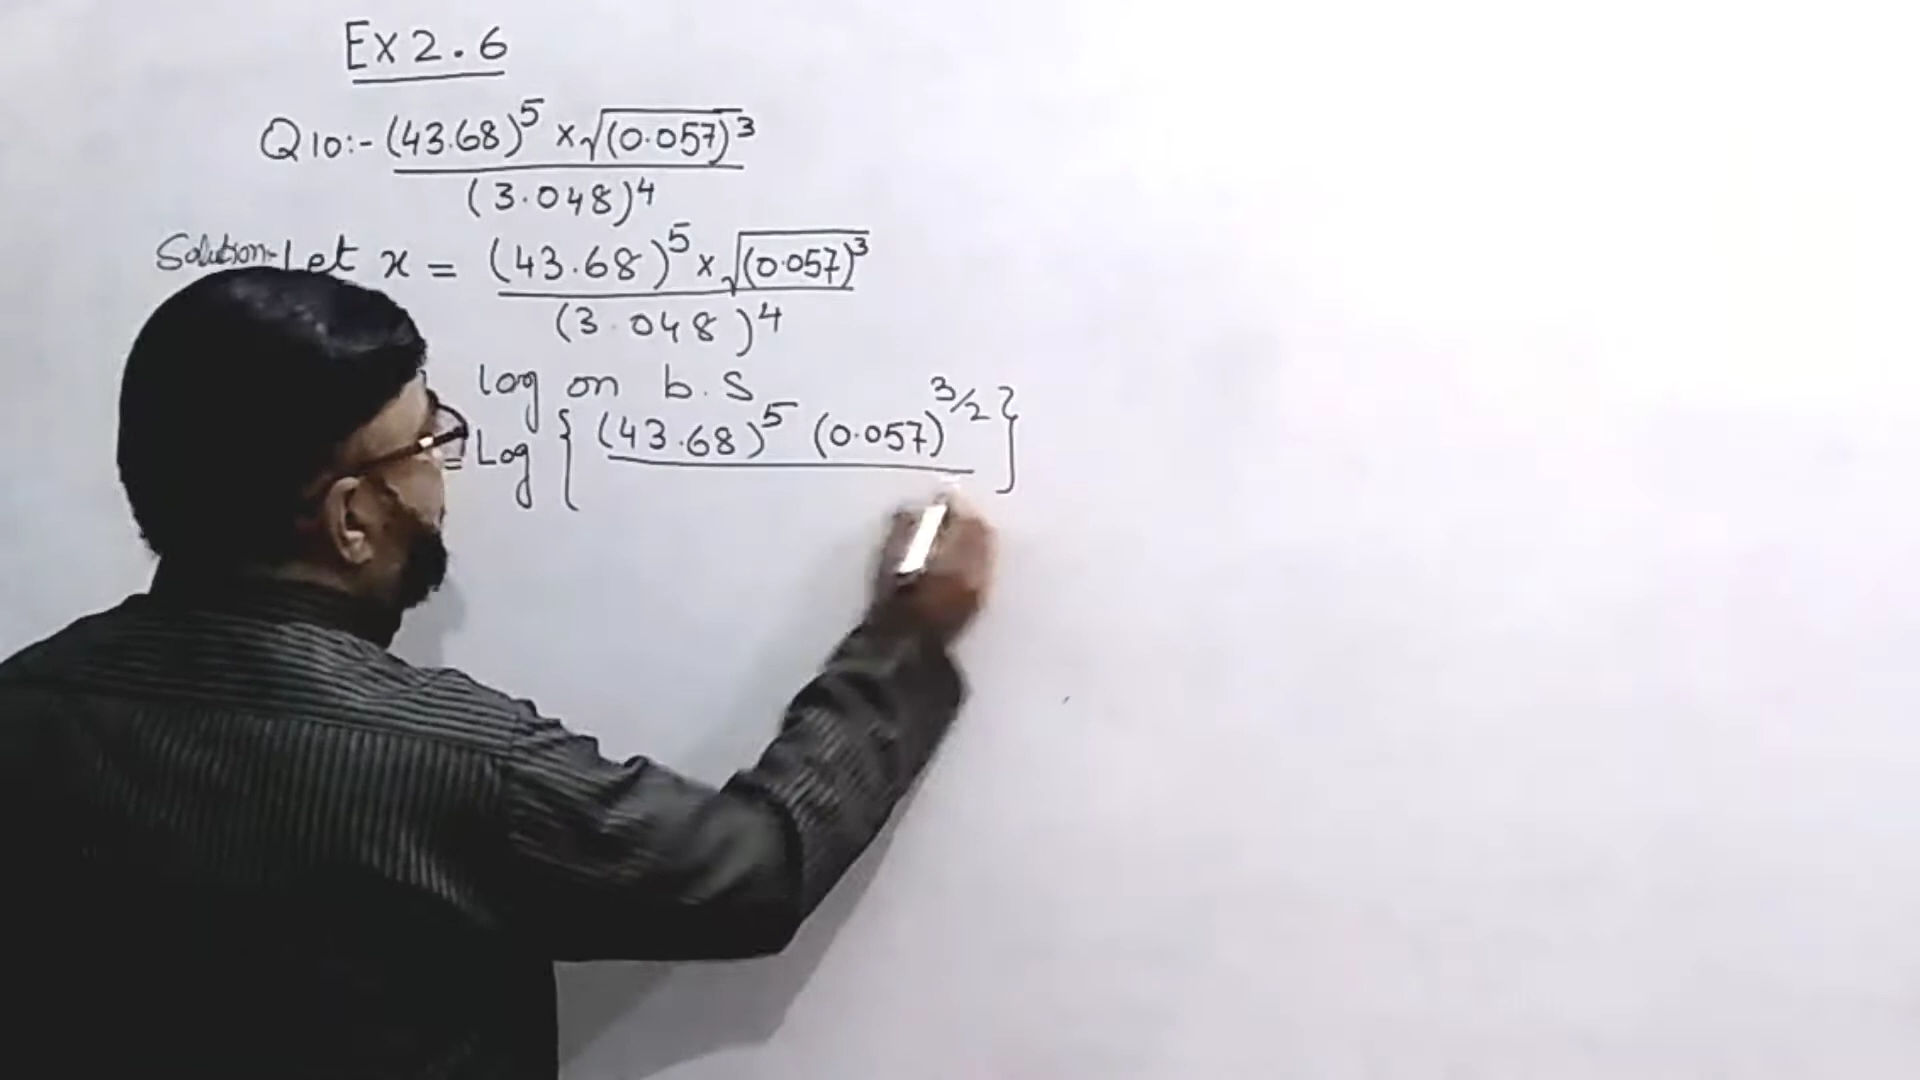 Ex 2.6
Q10:- (43.68)^5 × √(0.057)^3
(3.048)^4
Solution:- Let x = (43.68)^5 × √(0.057)^3
(3.048)^4
log on b.s
= Log { (43.68)^5 (0.057)^3/2 }